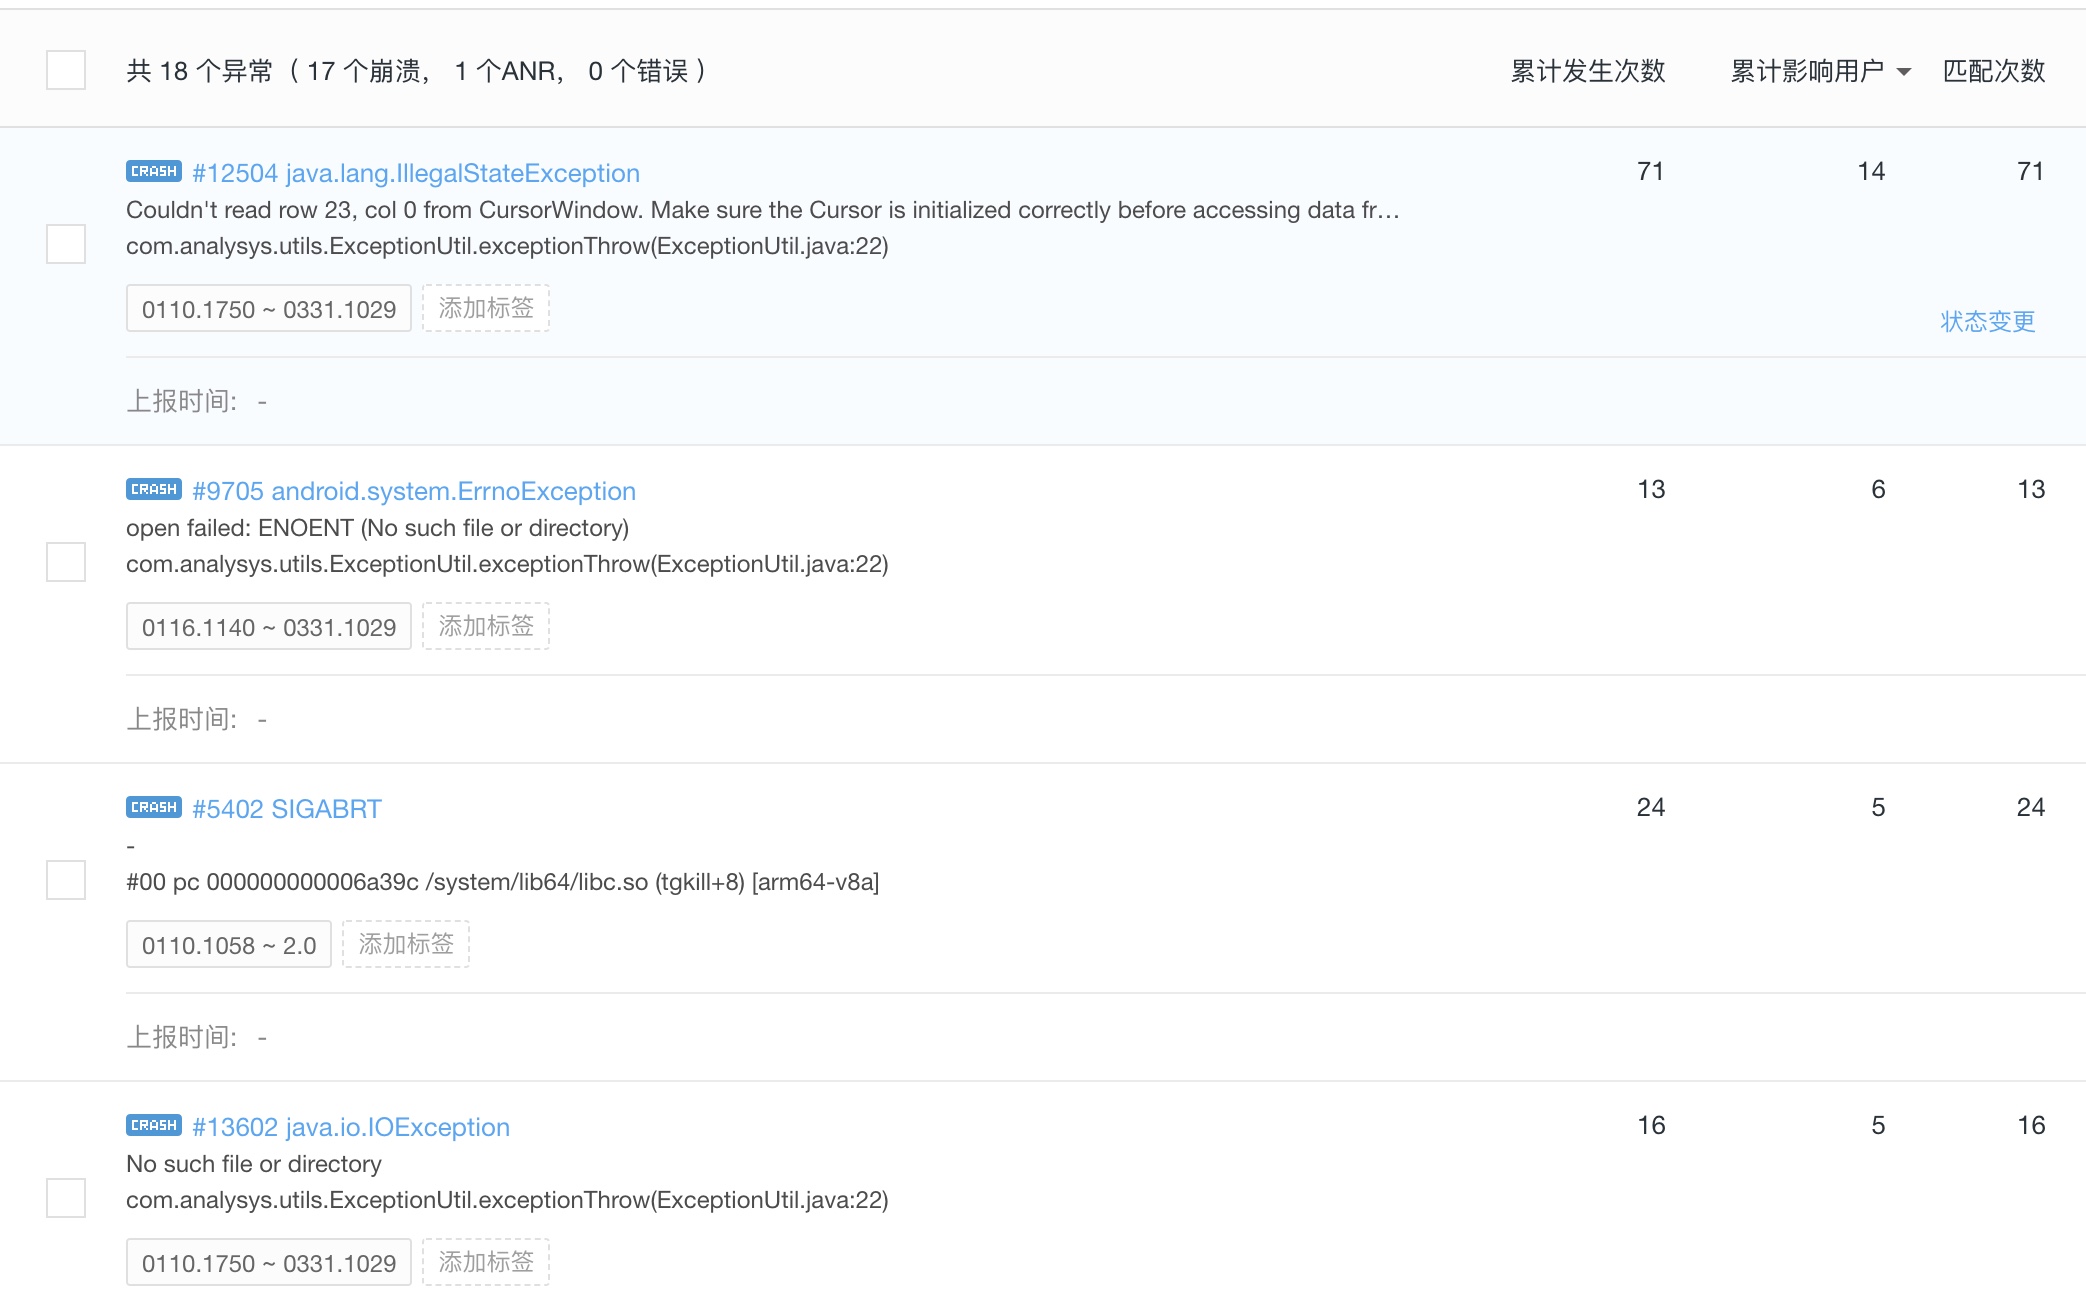 共 18 个异常（ 17 个崩溃， 1 个ANR， 0 个错误 ） 累计发生次数 累计影响用户 匹配次数
CRASH #12504 java.lang.IllegalStateException 71 14 71
Couldn't read row 23, col 0 from CursorWindow. Make sure the Cursor is initialized correctly before accessing data fr…
com.analysys.utils.ExceptionUtil.exceptionThrow(ExceptionUtil.java:22)
0110.1750 ~ 0331.1029 添加标签
状态变更
上报时间: -
CRASH #9705 android.system.ErrnoException 13 6 13
open failed: ENOENT (No such file or directory)
com.analysys.utils.ExceptionUtil.exceptionThrow(ExceptionUtil.java:22)
0116.1140 ~ 0331.1029 添加标签
上报时间: -
CRASH #5402 SIGABRT 24 5 24
-
#00 pc 000000000006a39c /system/lib64/libc.so (tgkill+8) [arm64-v8a]
0110.1058 ~ 2.0 添加标签
上报时间: -
CRASH #13602 java.io.IOException 16 5 16
No such file or directory
com.analysys.utils.ExceptionUtil.exceptionThrow(ExceptionUtil.java:22)
0110.1750 ~ 0331.1029 添加标签